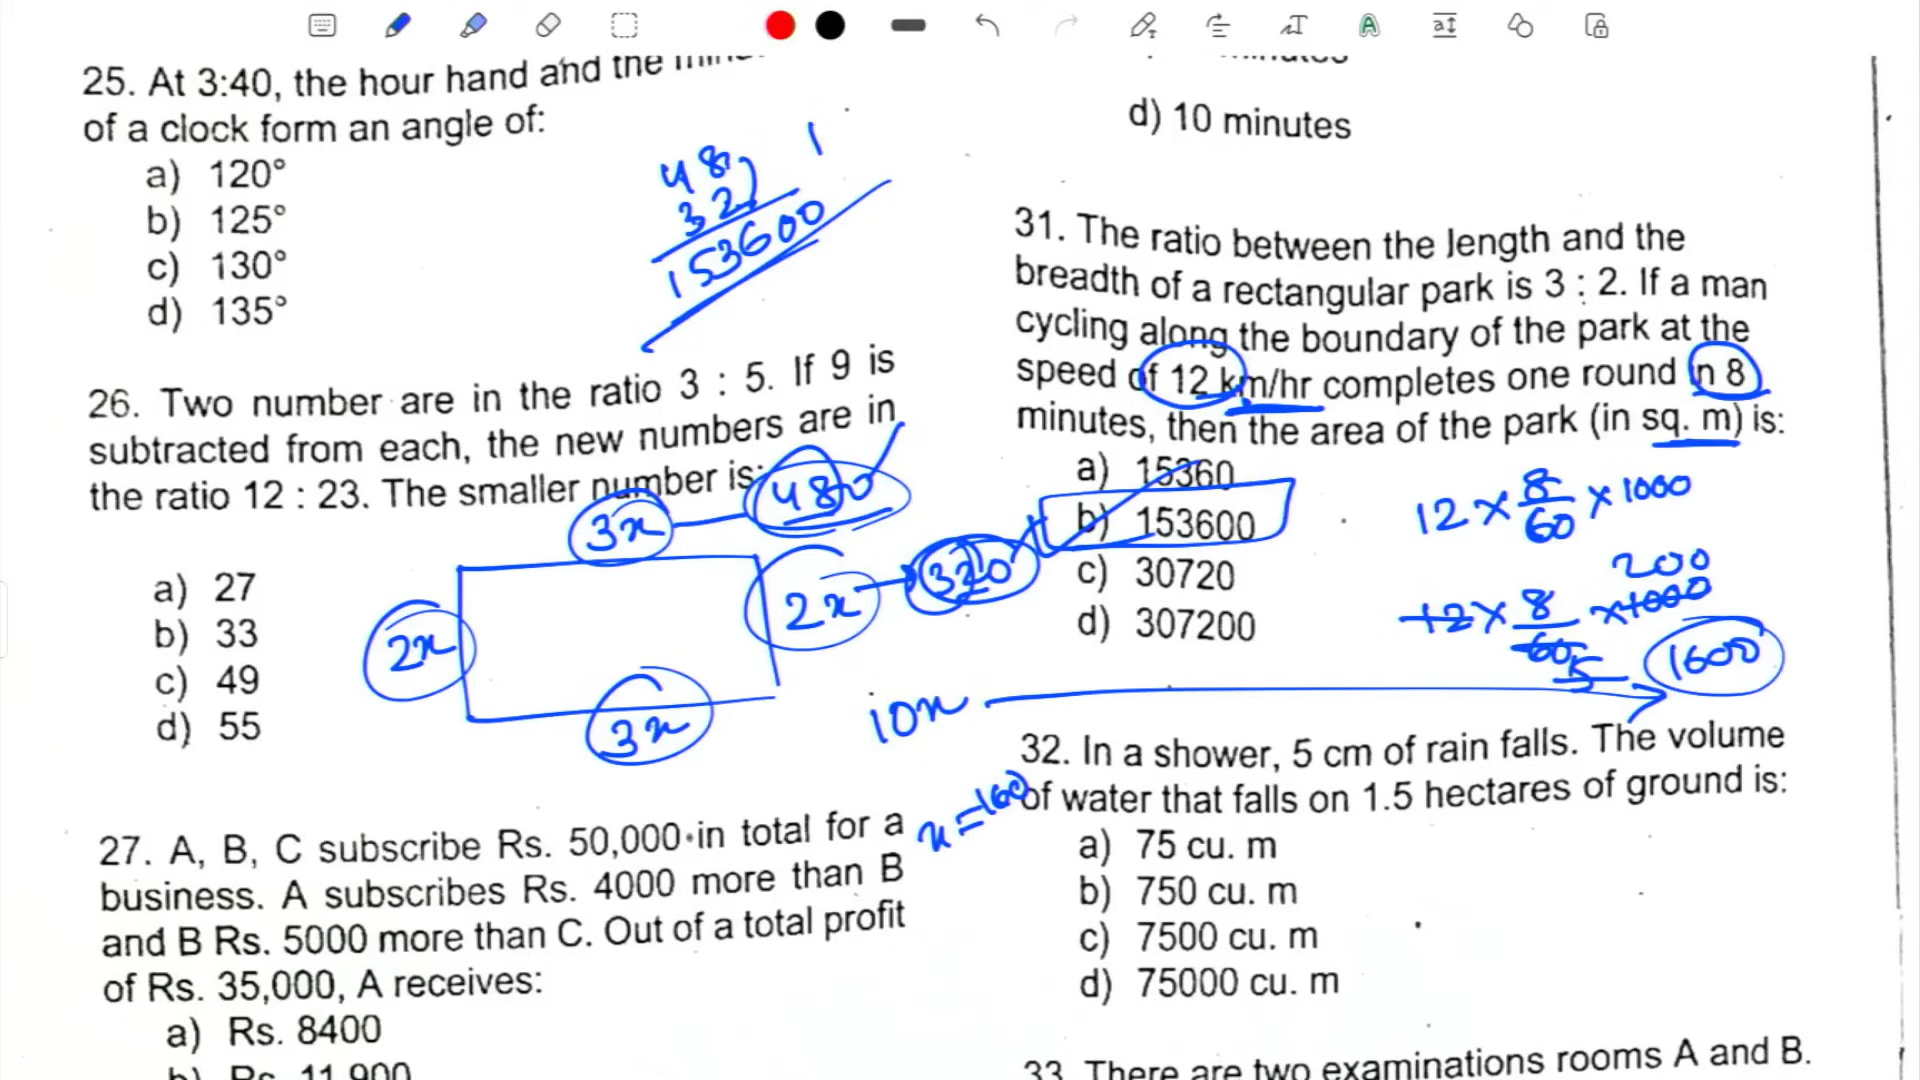 25. At 3:40, the hour hand and the
of a clock form an angle of:
a) 120°
b) 125°
c) 130°
d) 135°
48
32
153600
26. Two number are in the ratio 3 : 5. If 9 is
subtracted from each, the new numbers are in
the ratio 12 : 23. The smaller number is:
3x
480
2x
2x
320
3x
a) 27
b) 33
c) 49
d) 55
10x
x=160
27. A, B, C subscribe Rs. 50,000 in total for a
business. A subscribes Rs. 4000 more than B
and B Rs. 5000 more than C. Out of a total profit
of Rs. 35,000, A receives:
a) Rs. 8400
b) Rs. 11,900
d) 10 minutes
31. The ratio between the length and the
breadth of a rectangular park is 3 : 2. If a man
cycling along the boundary of the park at the
speed of 12 km/hr completes one round in 8
minutes, then the area of the park (in sq. m) is:
a) 15360
b) 153600
c) 30720
d) 307200
12 × 8/60 × 1000
200
12 × 8/60 × 1000
5
1600
32. In a shower, 5 cm of rain falls. The volume
of water that falls on 1.5 hectares of ground is:
a) 75 cu. m
b) 750 cu. m
c) 7500 cu. m
d) 75000 cu. m
33. There are two examinations rooms A and B.